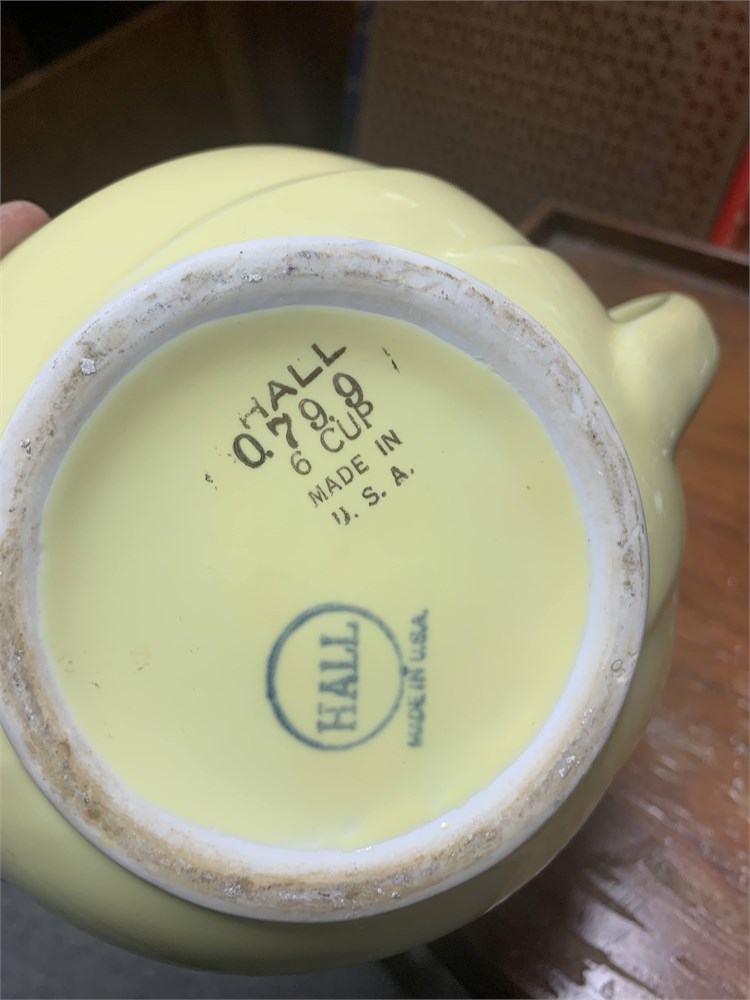 HALL
0799
6 CUP
MADE IN
U. S. A.
HALL
MADE IN U.S.A.